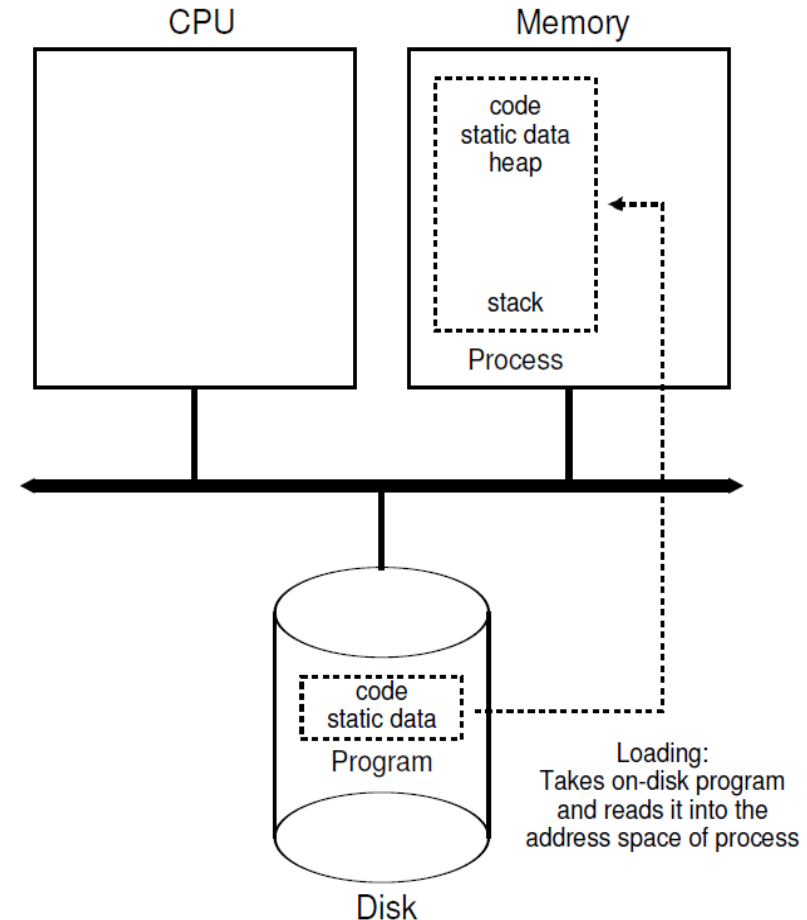 CPU
Memory
code
static data
heap
stack
Process
code
static data
Program
Loading:
Takes on-disk program
and reads it into the
address space of process
Disk